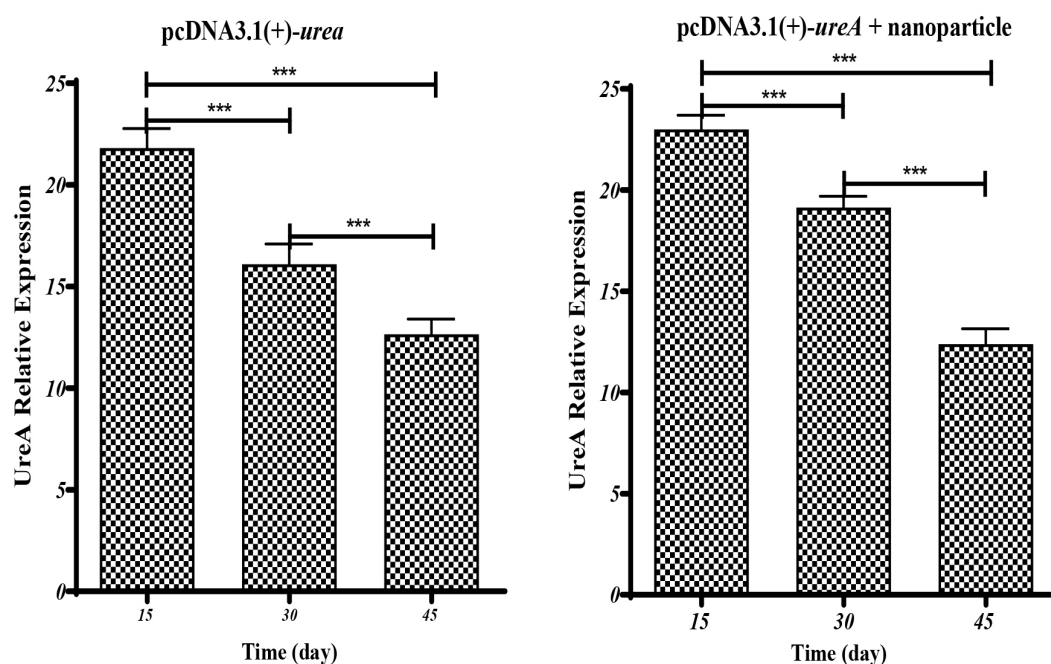 pcDNA3.1(+)-urea
***
***
***
25
20
15
10
5
0
UreA Relative Expression
15 30 45
Time (day)
pcDNA3.1(+)-ureA + nanoparticle
***
***
***
25
20
15
10
5
0
UreA Relative Expression
15 30 45
Time (day)